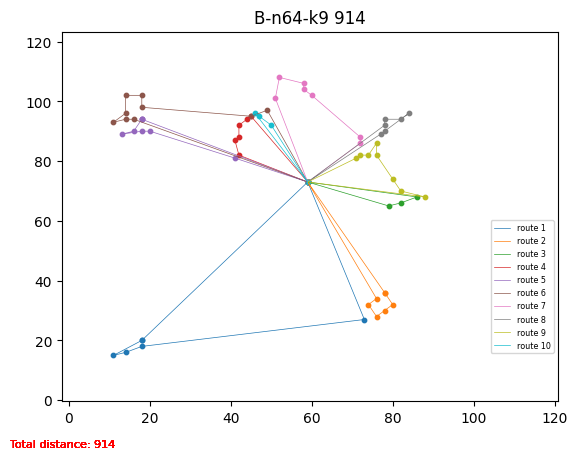 B-n64-k9 914
120
100
80
60
40
20
0
route 1
route 2
route 3
route 4
route 5
route 6
route 7
route 8
route 9
route 10
0 20 40 60 80 100 120
Total distance: 914